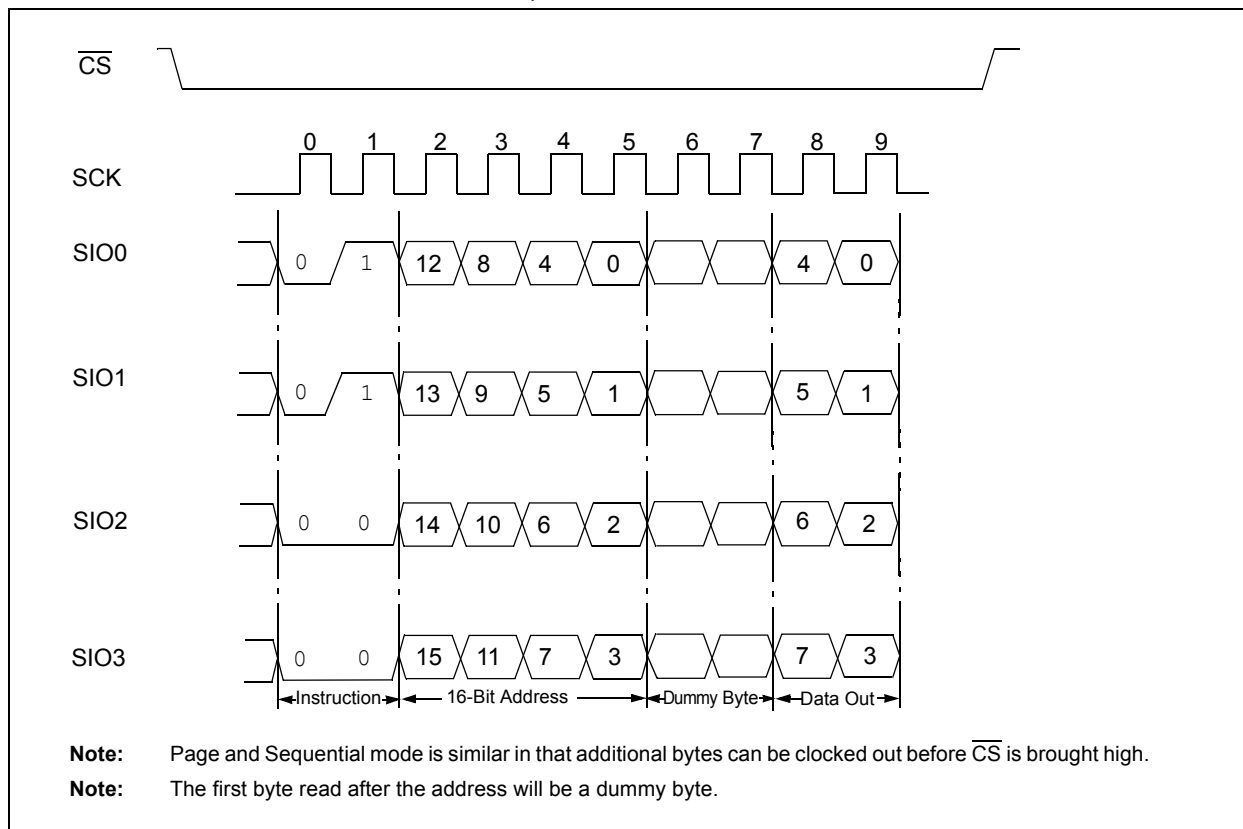 CS
0 1 2 3 4 5 6 7 8 9
SCK
SIO0 0 1 12 8 4 0 4 0
SIO1 0 1 13 9 5 1 5 1
SIO2 0 0 14 10 6 2 6 2
SIO3 0 0 15 11 7 3 7 3
Instruction 16-Bit Address Dummy Byte Data Out
Note: Page and Sequential mode is similar in that additional bytes can be clocked out before CS is brought high.
Note: The first byte read after the address will be a dummy byte.